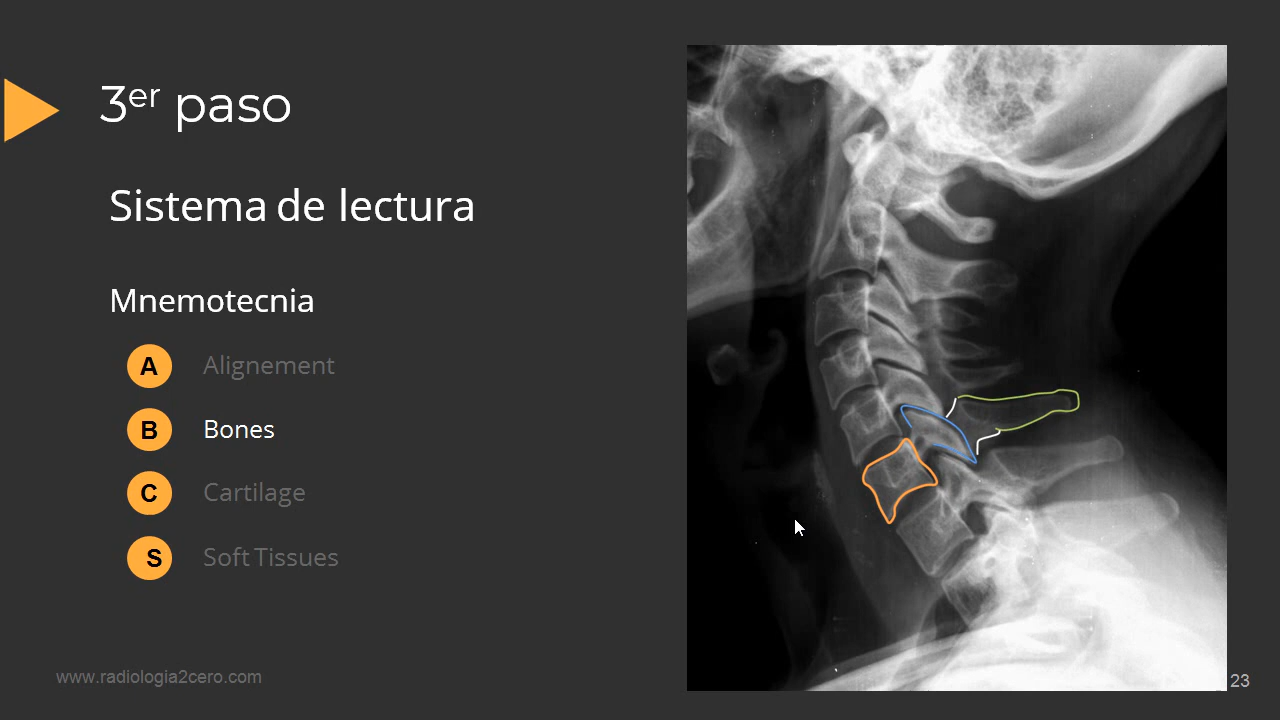 3er paso
Sistema de lectura
Mnemotecnia
A Alignement
B Bones
C Cartilage
S Soft Tissues
www.radiologia2cero.com
23